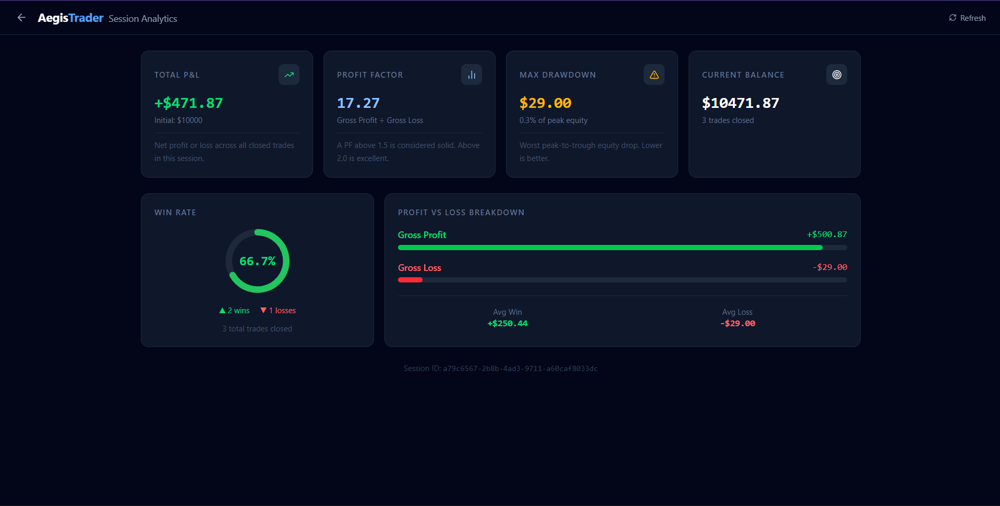 AegisTrader Session Analytics
Refresh
TOTAL P&L
+$471.87
Initial: $10000
Net profit or loss across all closed trades
in this session.
PROFIT FACTOR
17.27
Gross Profit ÷ Gross Loss
A PF above 1.5 is considered solid. Above
2.0 is excellent.
MAX DRAWDOWN
$29.00
0.3% of peak equity
Worst peak-to-trough equity drop. Lower
is better.
CURRENT BALANCE
$10471.87
3 trades closed
WIN RATE
66.7%
▲ 2 wins ▼ 1 losses
3 total trades closed
PROFIT VS LOSS BREAKDOWN
Gross Profit +$500.87
Gross Loss -$29.00
Avg Win
+$250.44
Avg Loss
-$29.00
Session ID: a79c6567-2b8b-4ad3-9711-a60caf8033dc